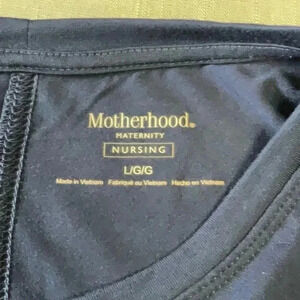 Motherhood.
MATERNITY
NURSING
L/G/G
Made in Vietnam Fabriqué au Vietnam Hecho en Vietnam